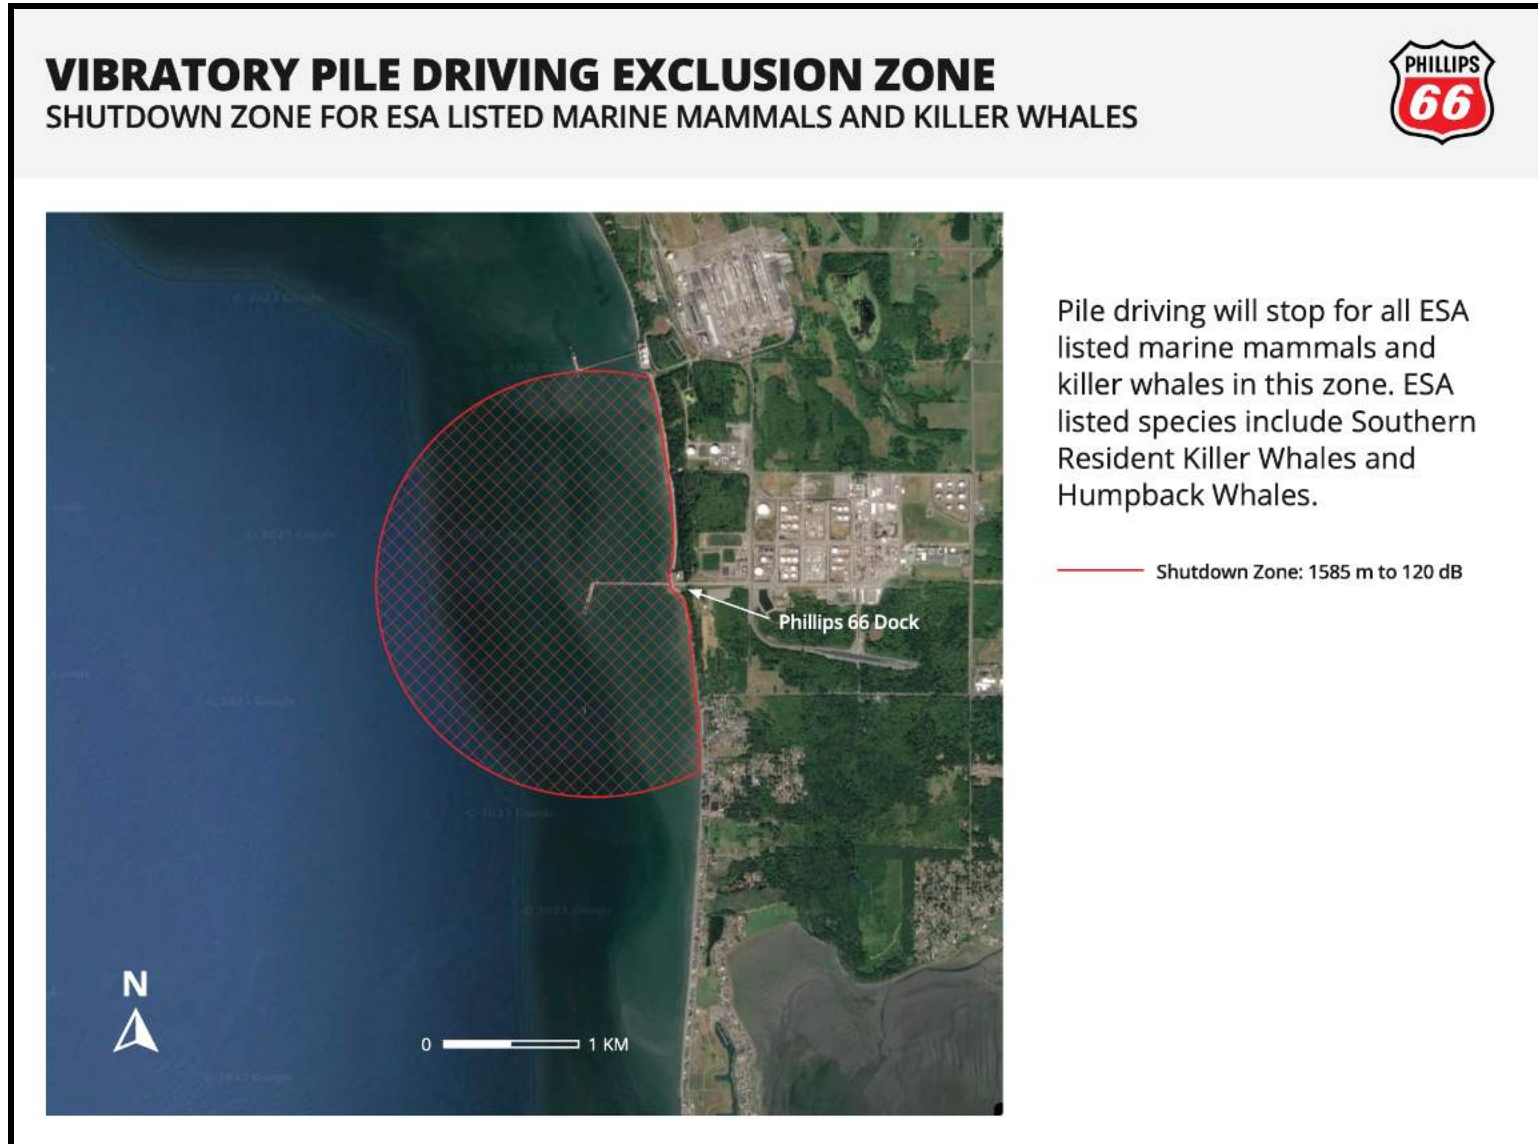 VIBRATORY PILE DRIVING EXCLUSION ZONE
SHUTDOWN ZONE FOR ESA LISTED MARINE MAMMALS AND KILLER WHALES
PHILLIPS
66
Pile driving will stop for all ESA
listed marine mammals and
killer whales in this zone. ESA
listed species include Southern
Resident Killer Whales and
Humpback Whales.
Shutdown Zone: 1585 m to 120 dB
Phillips 66 Dock
N
0 1 KM